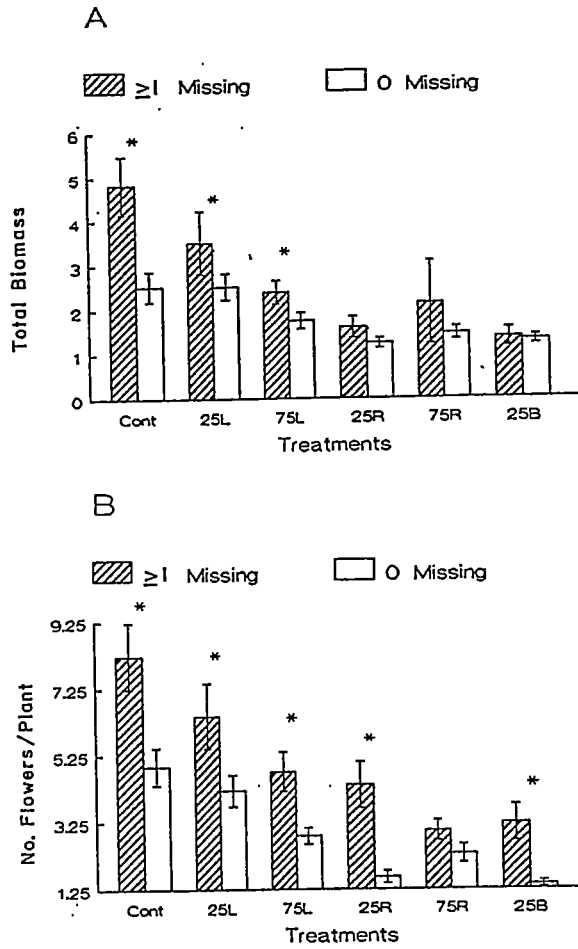 A
≥1 Missing 0 Missing
6
5
4
3
2
1
0
Total Biomass
* * *
Cont 25L 75L 25R 75R 25B
Treatments
B
≥1 Missing 0 Missing
9.25
7.25
5.25
3.25
1.25
No. Flowers/Plant
* * * * *
Cont 25L 75L 25R 75R 25B
Treatments